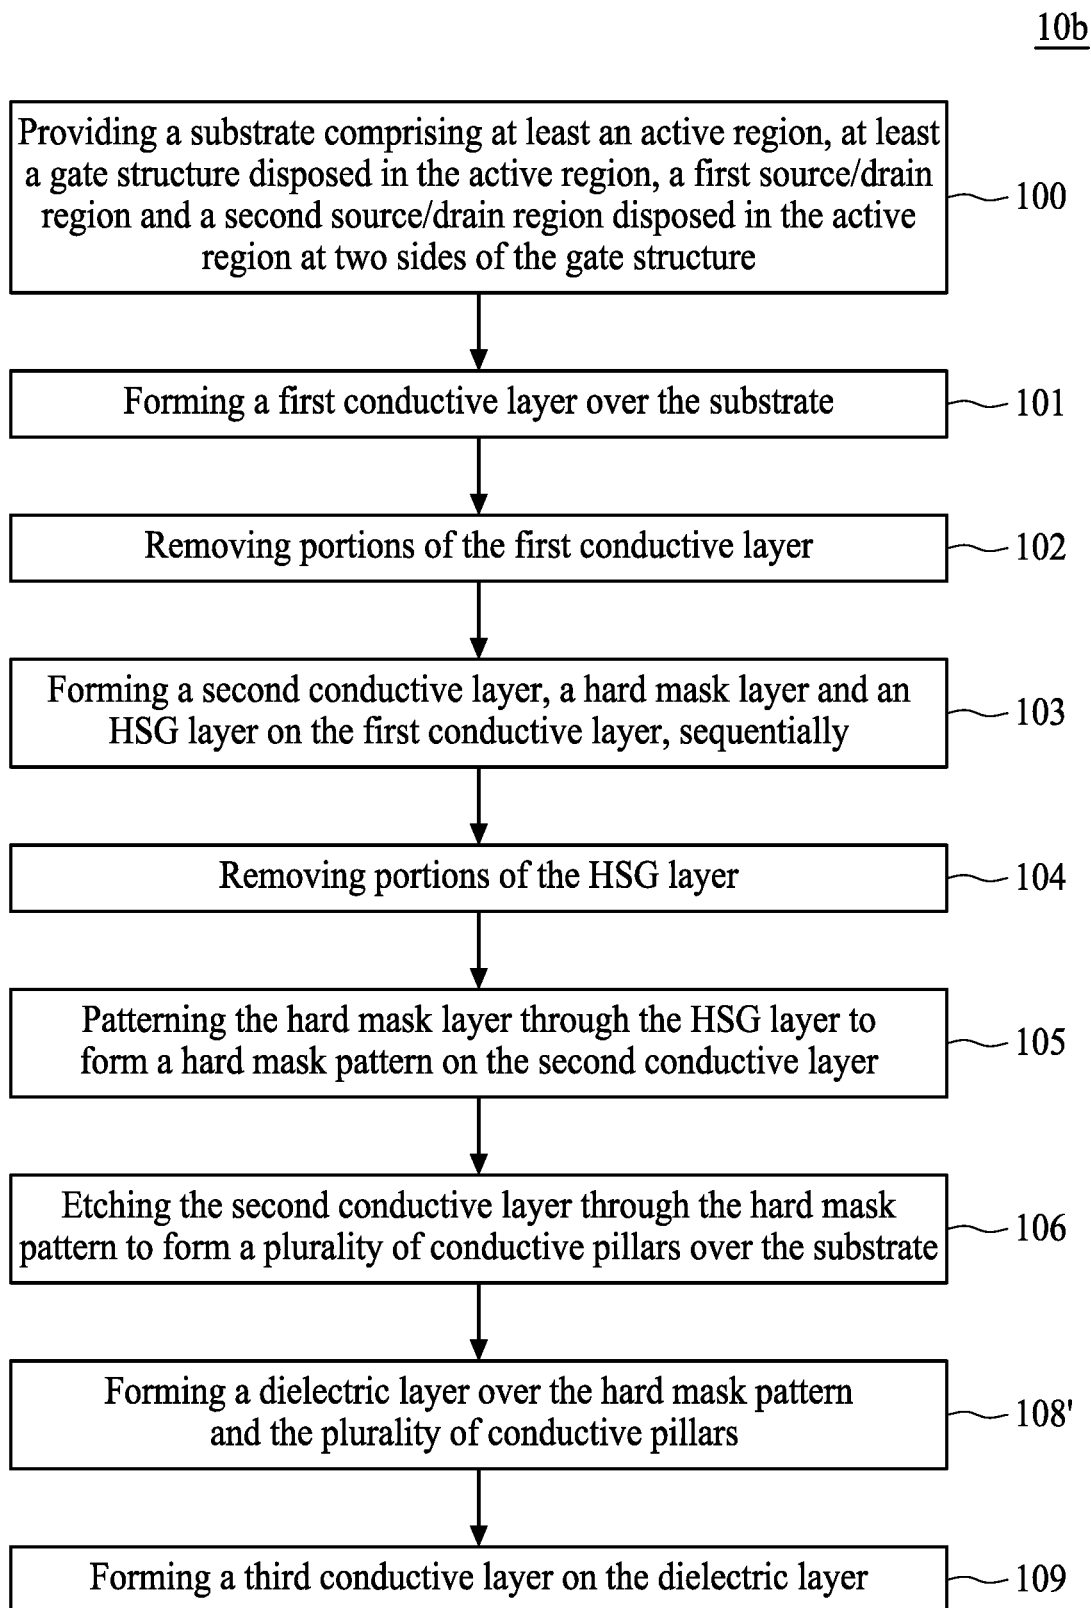 10b
Providing a substrate comprising at least an active region, at least
a gate structure disposed in the active region, a first source/drain
region and a second source/drain region disposed in the active
region at two sides of the gate structure
100
Forming a first conductive layer over the substrate
101
Removing portions of the first conductive layer
102
Forming a second conductive layer, a hard mask layer and an
HSG layer on the first conductive layer, sequentially
103
Removing portions of the HSG layer
104
Patterning the hard mask layer through the HSG layer to
form a hard mask pattern on the second conductive layer
105
Etching the second conductive layer through the hard mask
pattern to form a plurality of conductive pillars over the substrate
106
Forming a dielectric layer over the hard mask pattern
and the plurality of conductive pillars
108'
Forming a third conductive layer on the dielectric layer
109